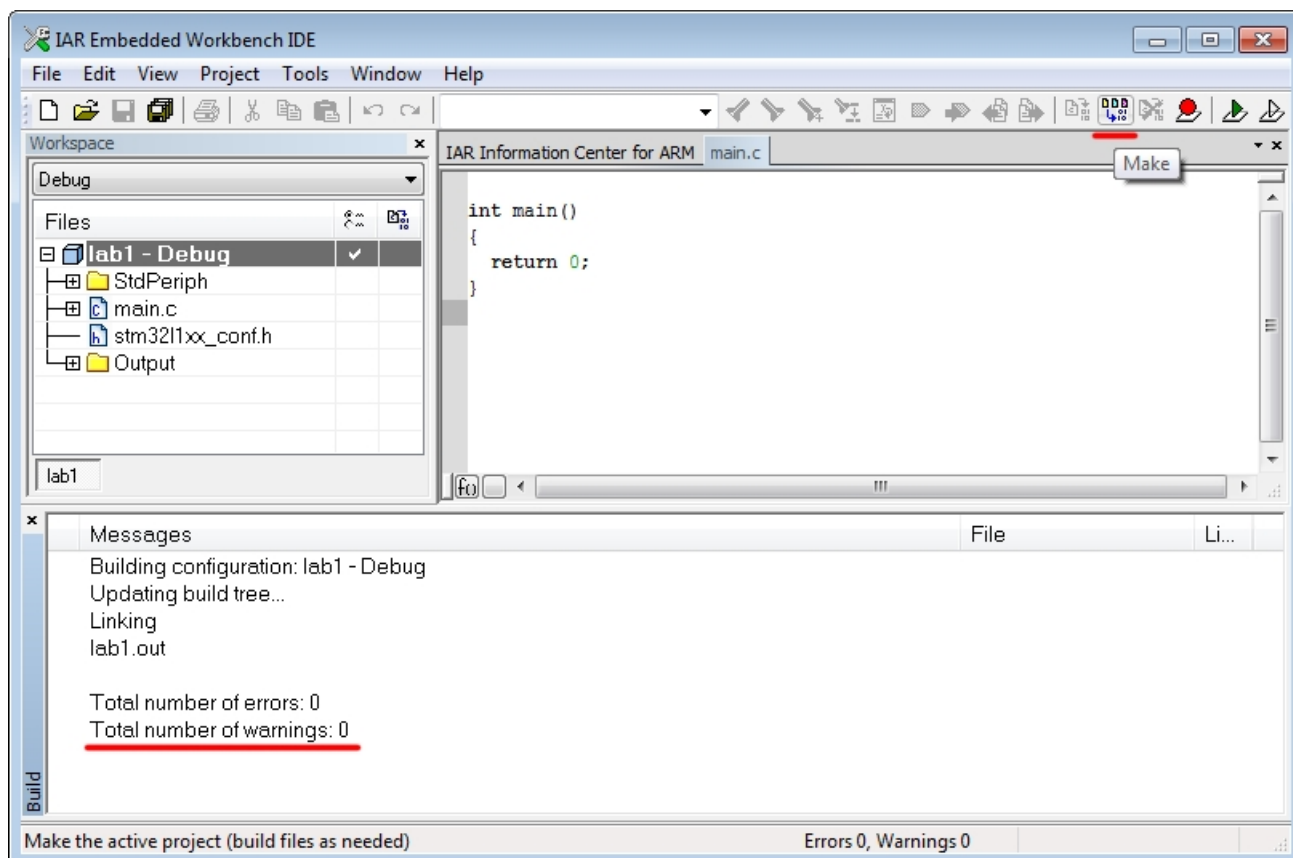 IAR Embedded Workbench IDE
File Edit View Project Tools Window Help
Workspace
IAR Information Center for ARM main.c
Make
Debug
Files
lab1 - Debug
StdPeriph
main.c
stm32l1xx_conf.h
Output
lab1
int main()
{
return 0;
}
f()
Messages File Li...
Building configuration: lab1 - Debug
Updating build tree...
Linking
lab1.out
Total number of errors: 0
Total number of warnings: 0
Build
Make the active project (build files as needed) Errors 0, Warnings 0